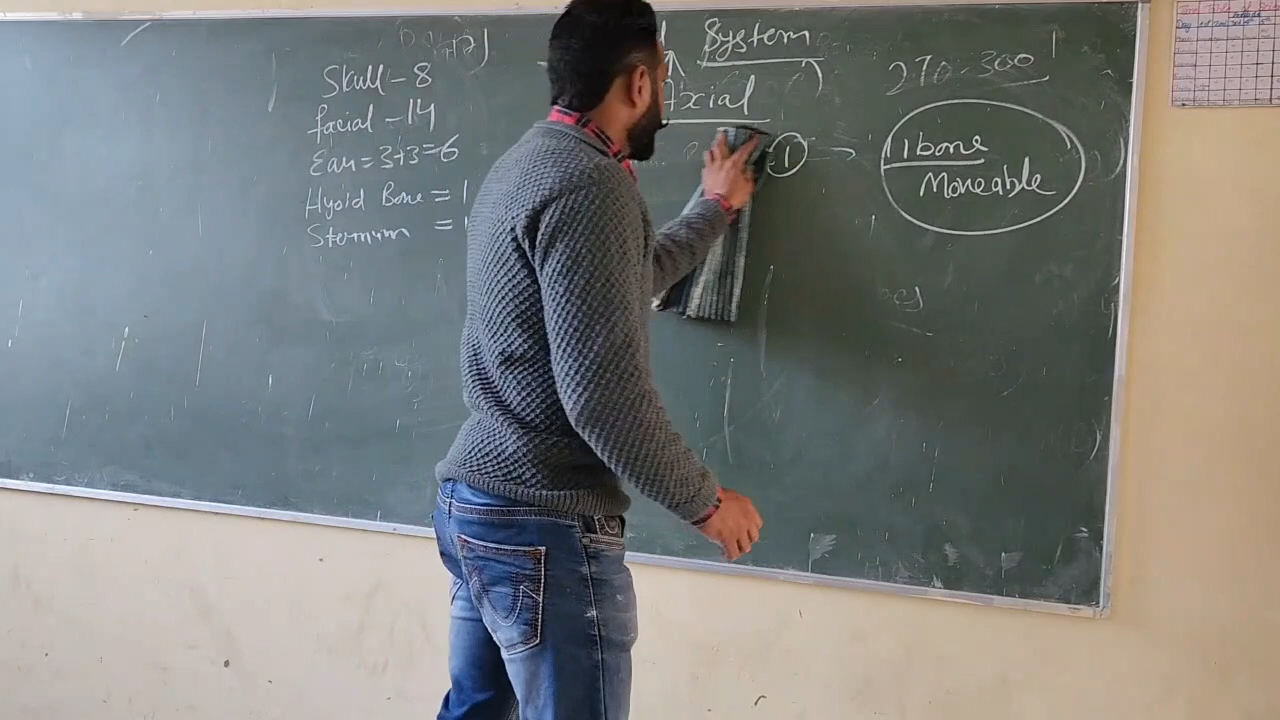 System
Axial
Skull - 8
facial - 14
Ear = 3+3 = 6
Hyoid Bone = 1
Sternum =
1
270-300
1 bone
Moveable